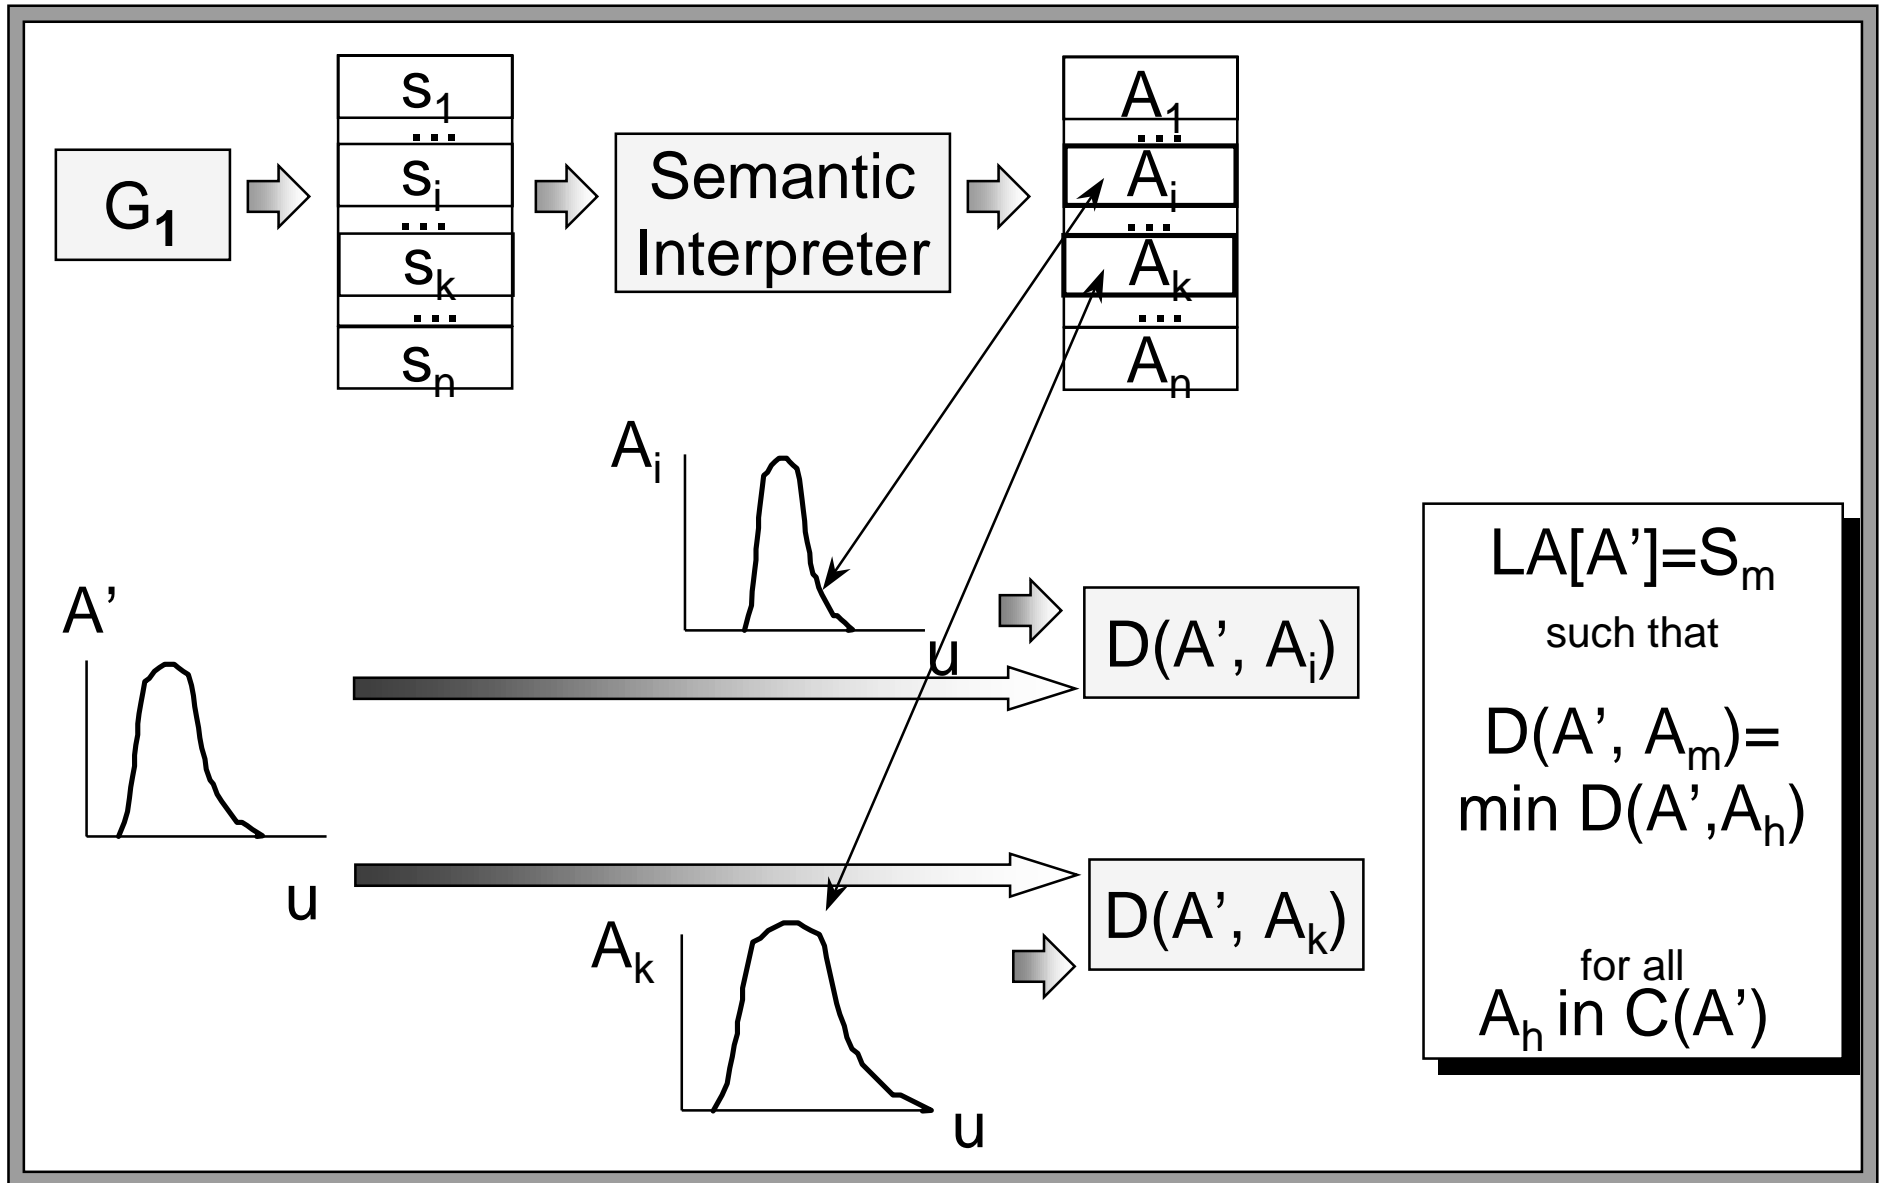 G₁
s₁
...
sᵢ
...
sₖ
...
sₙ
Semantic
Interpreter
A₁
...
Aᵢ
...
Aₖ
...
Aₙ
Aᵢ
u
A’
u
Aₖ
u
D(A’, Aᵢ)
D(A’, Aₖ)
LA[A’]=Sₘ
such that
D(A’, Aₘ)=
min D(A’,Aₕ)
for all
Aₕ in C(A’)